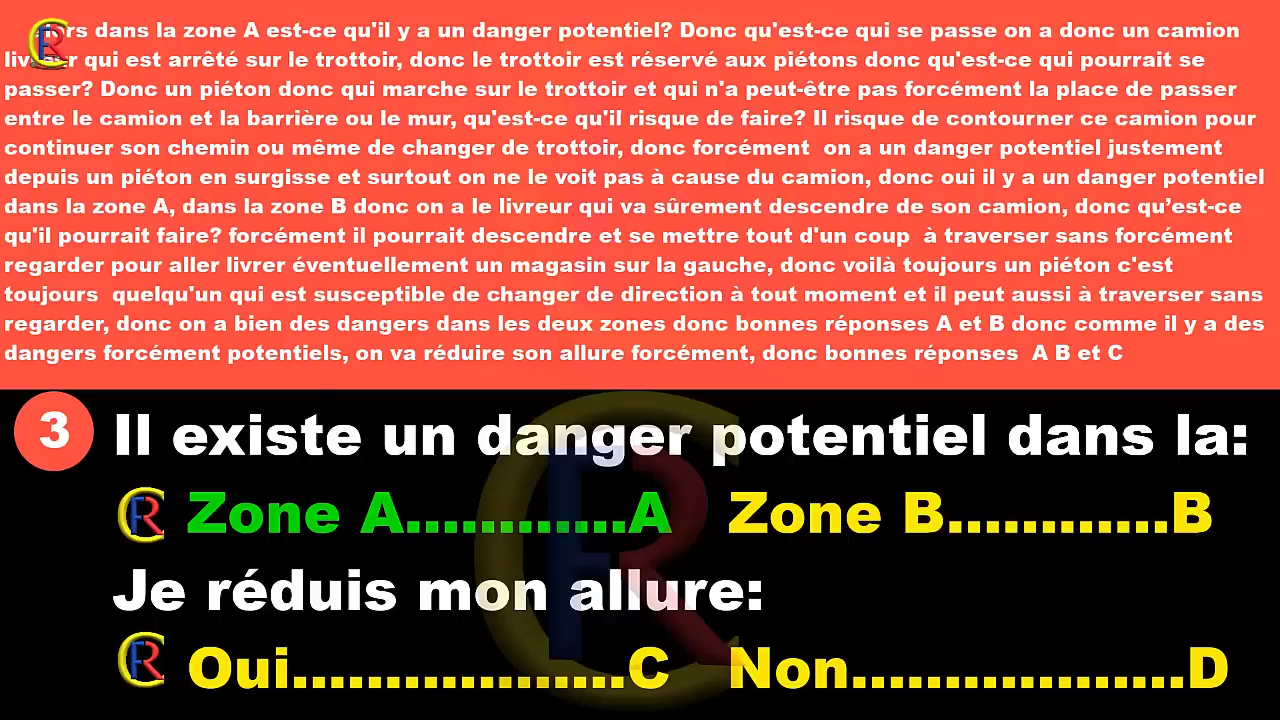 rs dans la zone A est-ce qu'il y a un danger potentiel? Donc qu'est-ce qui se passe on a donc un camion
qui est arrêté sur le trottoir, donc le trottoir est réservé aux piétons donc qu'est-ce qui pourrait se
passer? Donc un piéton donc qui marche sur le trottoir et qui n'a peut-être pas forcément la place de passer
entre le camion et la barrière ou le mur, qu'est-ce qu'il risque de faire? Il risque de contourner ce camion pour
continuer son chemin ou même de changer de trottoir, donc forcément  on a un danger potentiel justement
depuis un piéton en surgisse et surtout on ne le voit pas à cause du camion, donc oui il y a un danger potentiel
dans la zone A, dans la zone B donc on a le livreur qui va sûrement descendre de son camion, donc qu’est-ce
qu'il pourrait faire? forcément il pourrait descendre et se mettre tout d'un coup  à traverser sans forcément
regarder pour aller livrer éventuellement un magasin sur la gauche, donc voilà toujours un piéton c'est
toujours  quelqu'un qui est susceptible de changer de direction à tout moment et il peut aussi à traverser sans
regarder, donc on a bien des dangers dans les deux zones donc bonnes réponses A et B donc comme il y a des
dangers forcément potentiels, on va réduire son allure forcément, donc bonnes réponses  A B et C
3 Il existe un danger potentiel dans la:
Zone A............A Zone B............B
Je réduis mon allure:
Oui..................C Non..................D